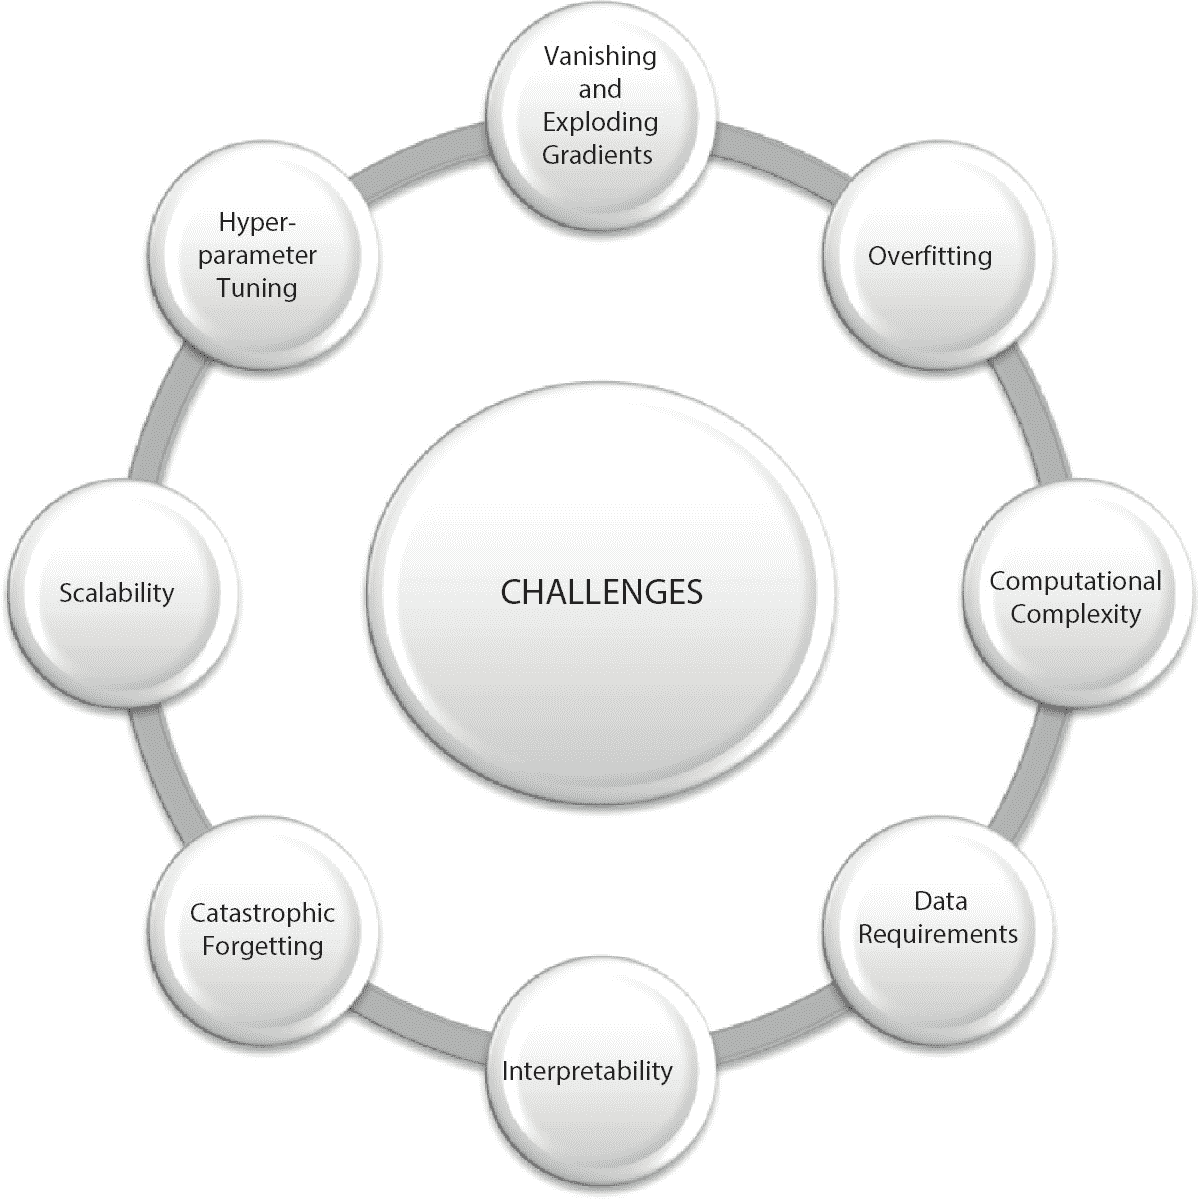 Vanishing
and
Exploding
Gradients
Overfitting
Computational
Complexity
Data
Requirements
Interpretability
Catastrophic
Forgetting
Scalability
Hyper-
parameter
Tuning
CHALLENGES